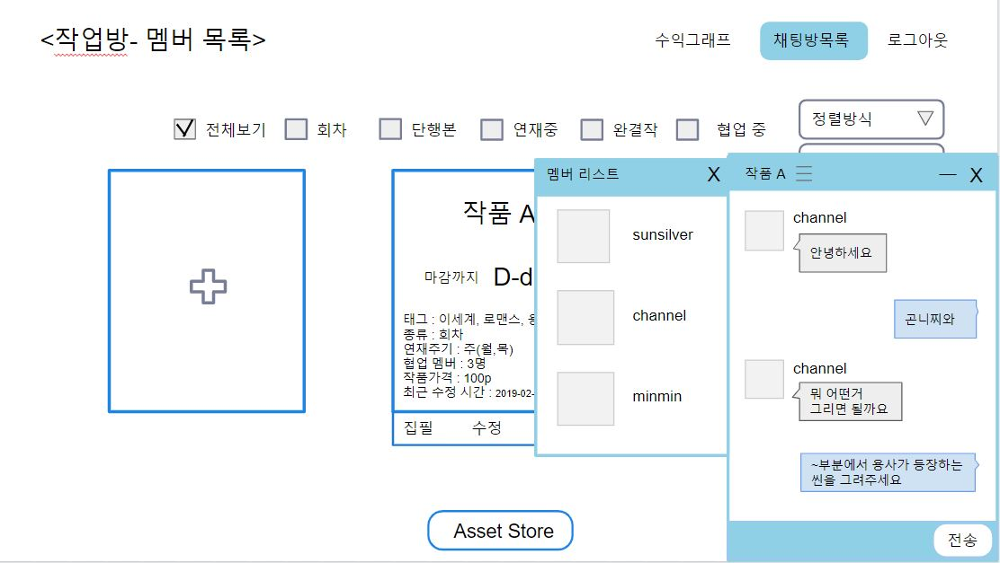 <작업방- 멤버 목록>
수익그래프
채팅방목록
로그아웃
전체보기
회차
단행본
연재중
완결작
협업 중
정렬방식
작품 A
마감까지 D-d
태그 : 이세계, 로맨스,
종류 : 회차
연재주기 : 주(월,목)
협업 멤버 : 3명
작품가격 : 100p
최근 수정 시간 : 2019-02-
집필
수정
Asset Store
멤버 리스트
X
sunsilver
channel
minmin
작품 A
X
channel
안녕하세요
곤니찌와
channel
뭐 어떤거
그리면 될까요
~부분에서 용사가 등장하는
씬을 그려주세요
전송